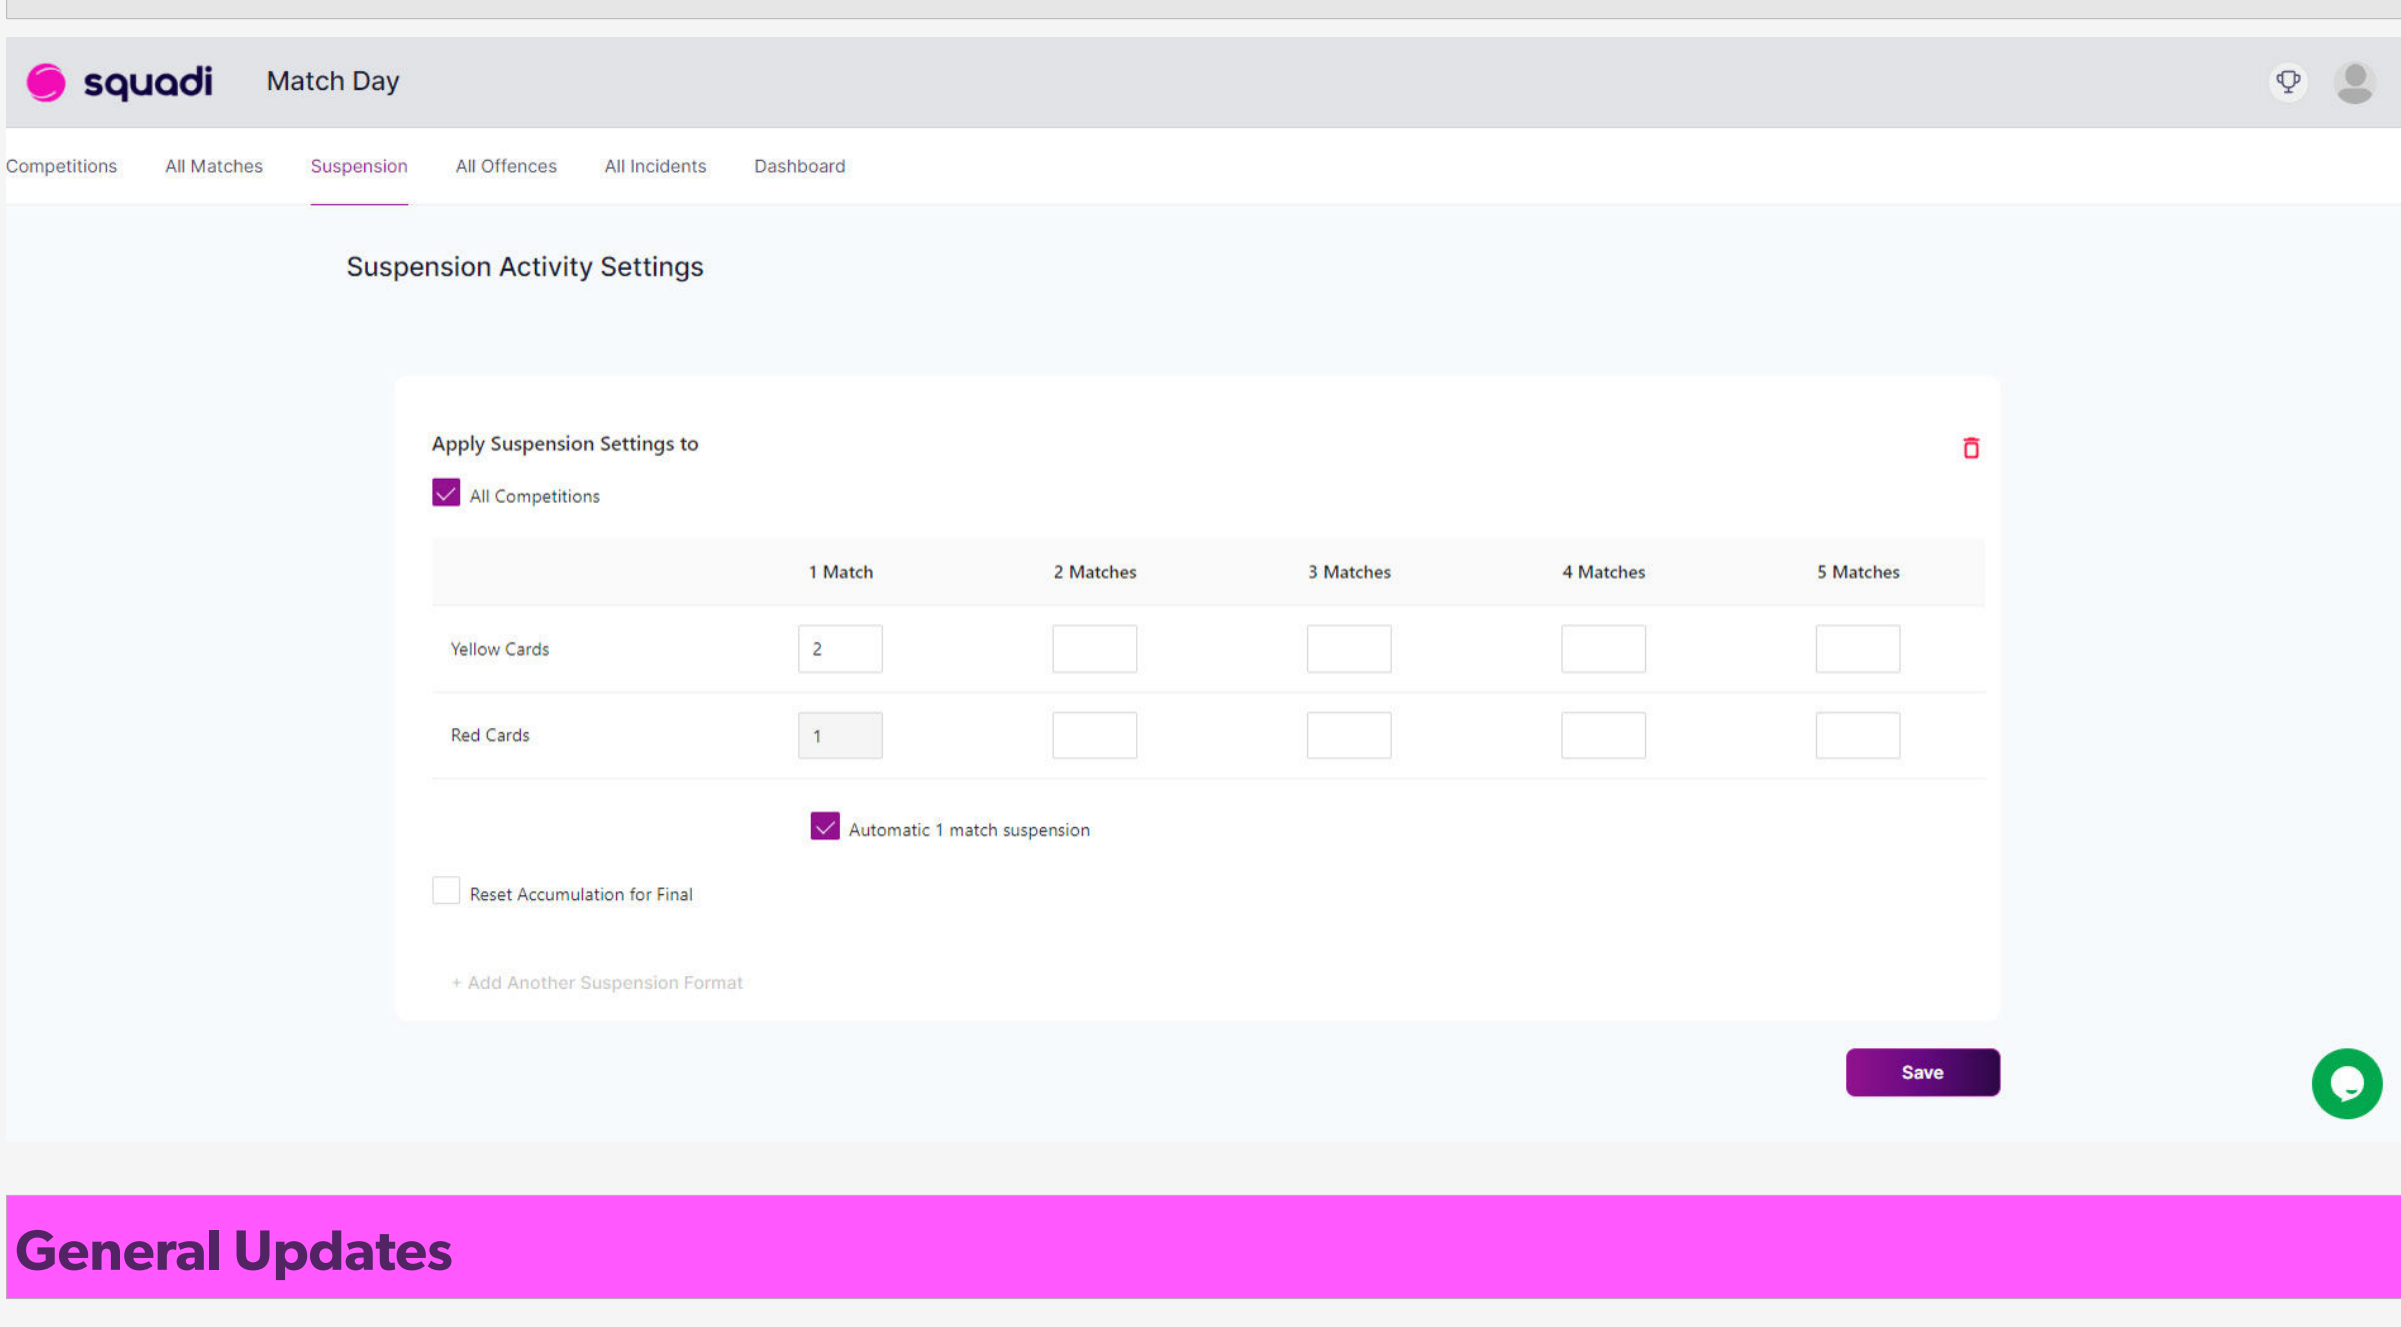 squadi Match Day
Competitions All Matches Suspension All Offences All Incidents Dashboard
Suspension Activity Settings
Apply Suspension Settings to
All Competitions
1 Match 2 Matches 3 Matches 4 Matches 5 Matches
Yellow Cards 2
Red Cards 1
Automatic 1 match suspension
Reset Accumulation for Final
+ Add Another Suspension Format
Save
General Updates